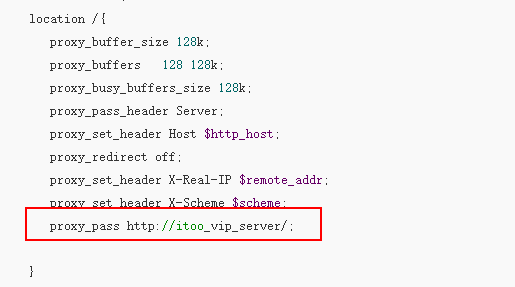 location /{
proxy_buffer_size 128k;
proxy_buffers   128 128k;
proxy_busy_buffers_size 128k;
proxy_pass_header Server;
proxy_set_header Host $http_host;
proxy_redirect off;
proxy_set_header X-Real-IP $remote_addr;
proxy_set_header X-Scheme $scheme;
proxy_pass http://itoo_vip_server/;
}